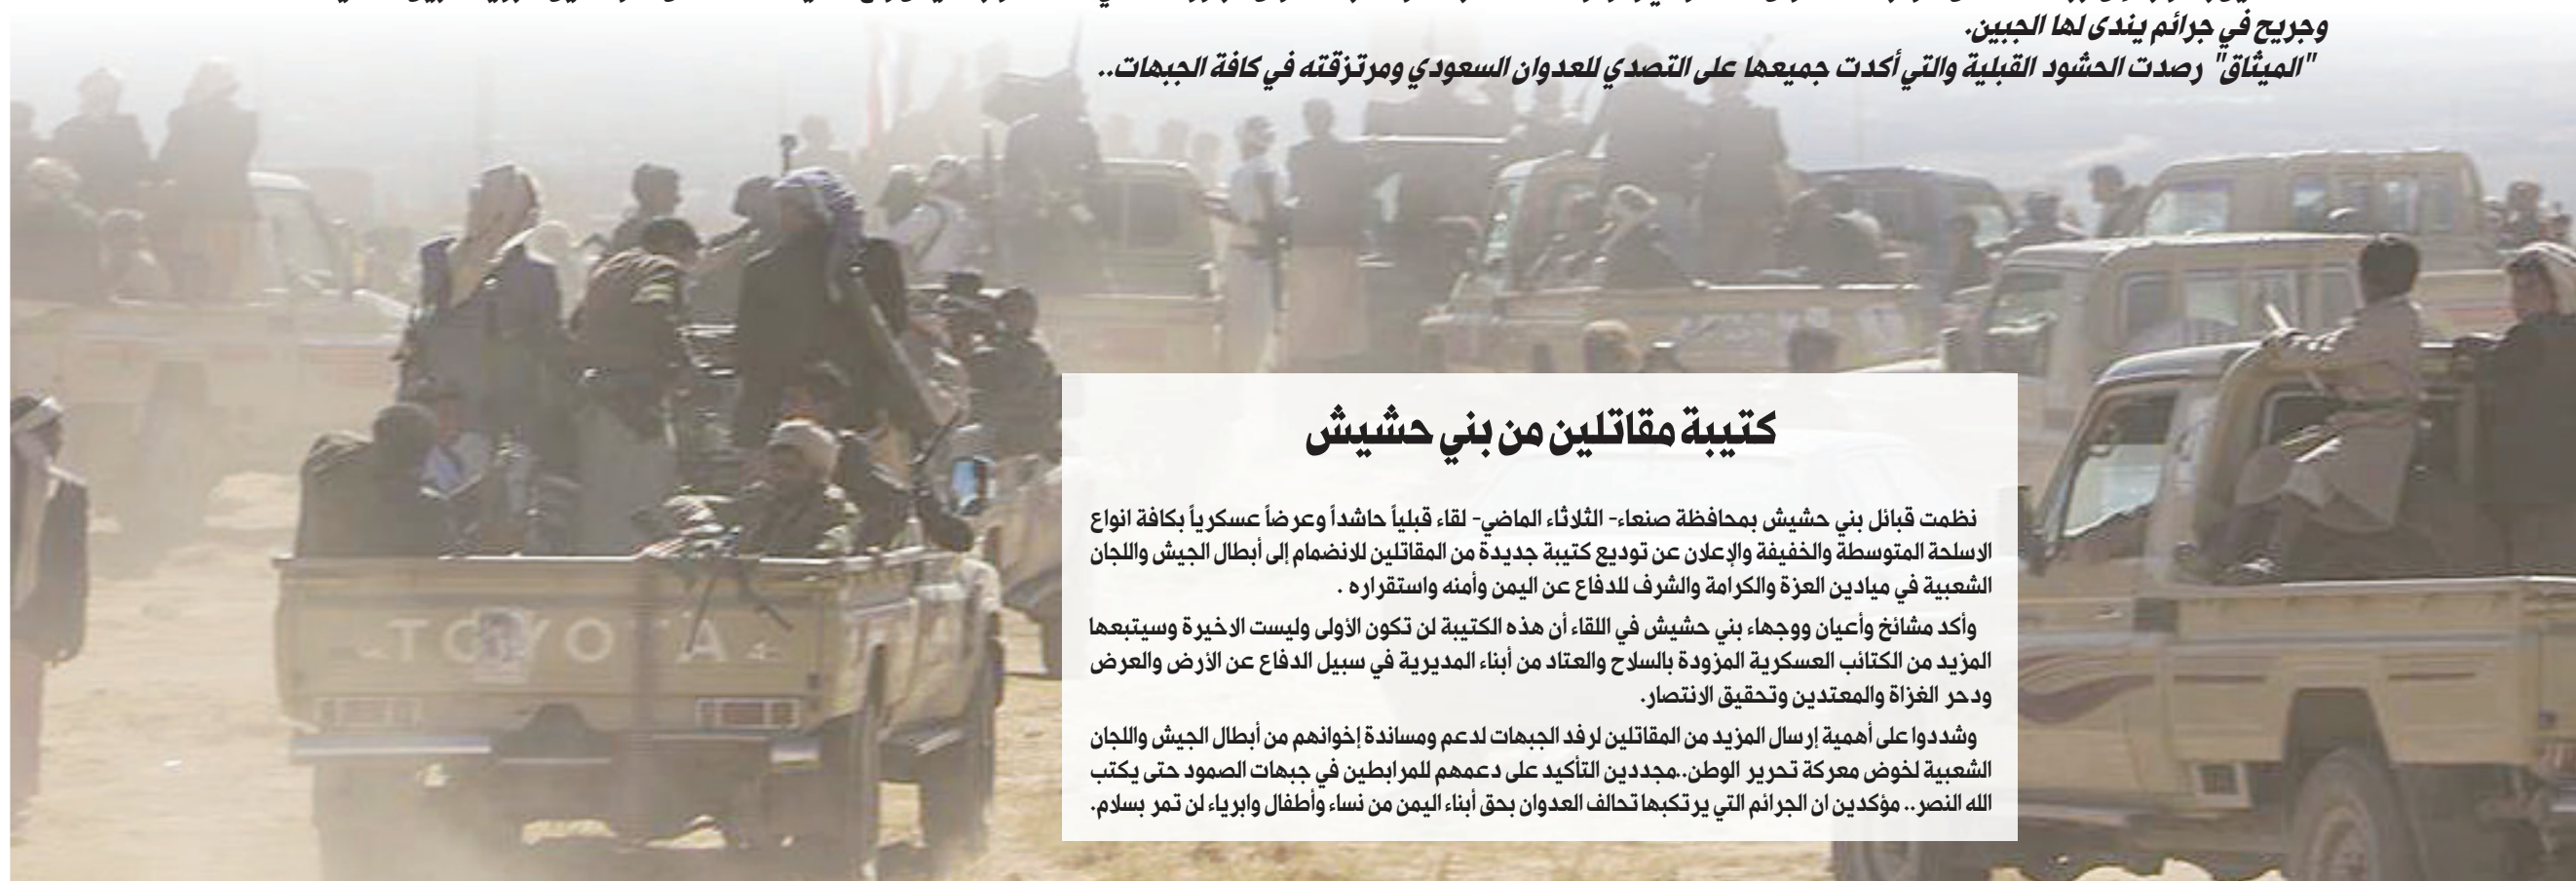 وجريح في جرائم يندى لها الجبين.
"الميثاق" رصدت الحشود القبلية والتي أكدت جميعها على التصدي للعدوان السعودي ومرتزقته في كافة الجبهات..
كتيبة مقاتلين من بني حشيش
نظمت قبائل بني حشيش بمحافظة صنعاء- الثلاثاء الماضي- لقاء قبلياً حاشداً وعرضاً عسكرياً بكافة انواع
الاسلحة المتوسطة والخفيفة والإعلان عن توديع كتيبة جديدة من المقاتلين للانضمام إلى أبطال الجيش واللجان
الشعبية في ميادين العزة والكرامة والشرف للدفاع عن اليمن وأمنه واستقراره .
وأكد مشائخ وأعيان ووجهاء بني حشيش في اللقاء أن هذه الكتيبة لن تكون الأولى وليست الاخيرة وسيتبعها
المزيد من الكتائب العسكرية المزودة بالسلاح والعتاد من أبناء المديرية في سبيل الدفاع عن الأرض والعرض
ودحر الغزاة والمعتدين وتحقيق الانتصار.
وشددوا على أهمية إرسال المزيد من المقاتلين لرفد الجبهات لدعم ومساندة إخوانهم من أبطال الجيش واللجان
الشعبية لخوض معركة تحرير الوطن..مجددين التأكيد على دعمهم للمرابطين في جبهات الصمود حتى يكتب
الله النصر.. مؤكدين ان الجرائم التي يرتكبها تحالف العدوان بحق أبناء اليمن من نساء وأطفال وابرياء لن تمر بسلام.
TOYOTA